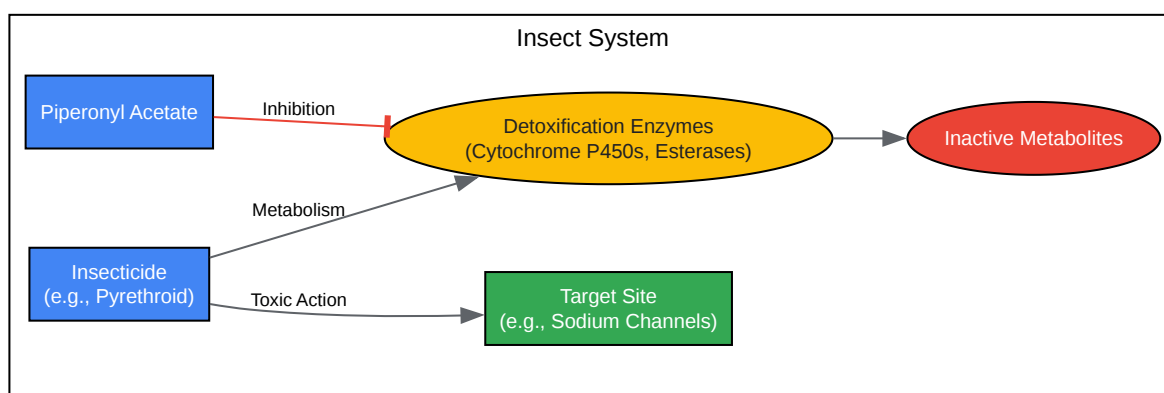 Insect System
Piperonyl Acetate
Inhibition
Detoxification Enzymes
(Cytochrome P450s, Esterases)
Inactive Metabolites
Metabolism
Insecticide
(e.g., Pyrethroid)
Toxic Action
Target Site
(e.g., Sodium Channels)